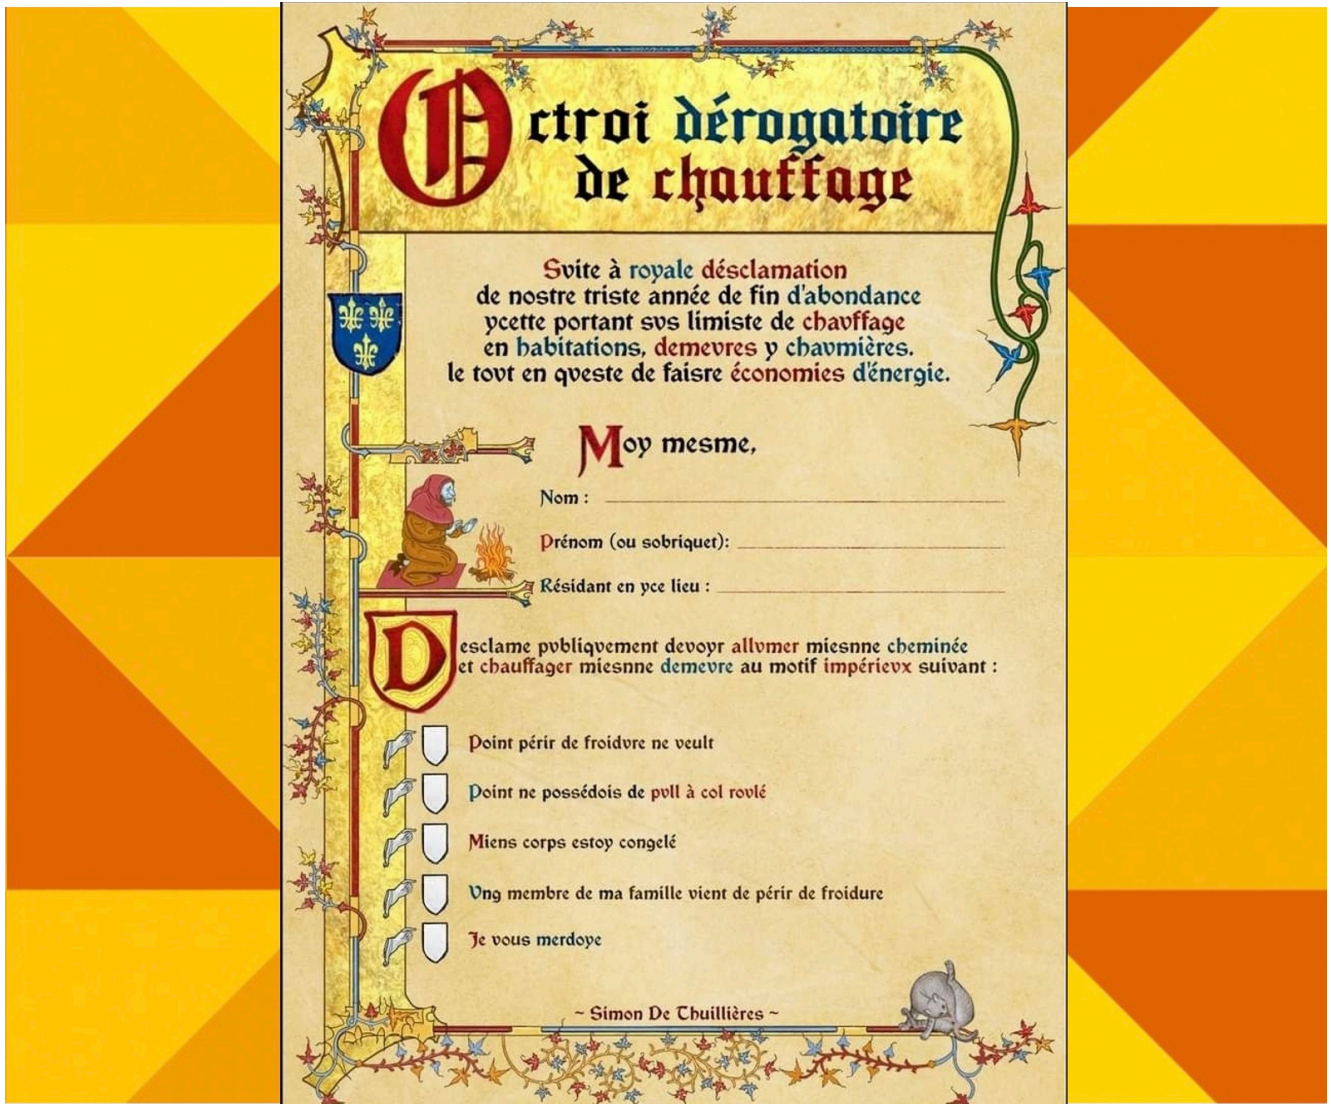 Octroi dérogatoire
de chauffage
Svite à royale désclamation
de nostre triste année de fin d'abondance
ycette portant svs limiste de chavffage
en habitations, demevres y chavmières.
le tovt en qveste de faisre économies d'énergie.
Moy mesme,
Nom :
Prénom (ou sobriquet):
Résidant en yce lieu :
Desclame pvbliqvement devoyr allvmer miesnne cheminée
et chauffager miesnne demevre au motif impérievx suivant :
Point périr de froidvre ne veult
Point ne possédois de pvll à col rovlé
Miens corps estoy congelé
Vng membre de ma famille vient de périr de froidure
Je vous merdoye
~ Simon De Thuillières ~